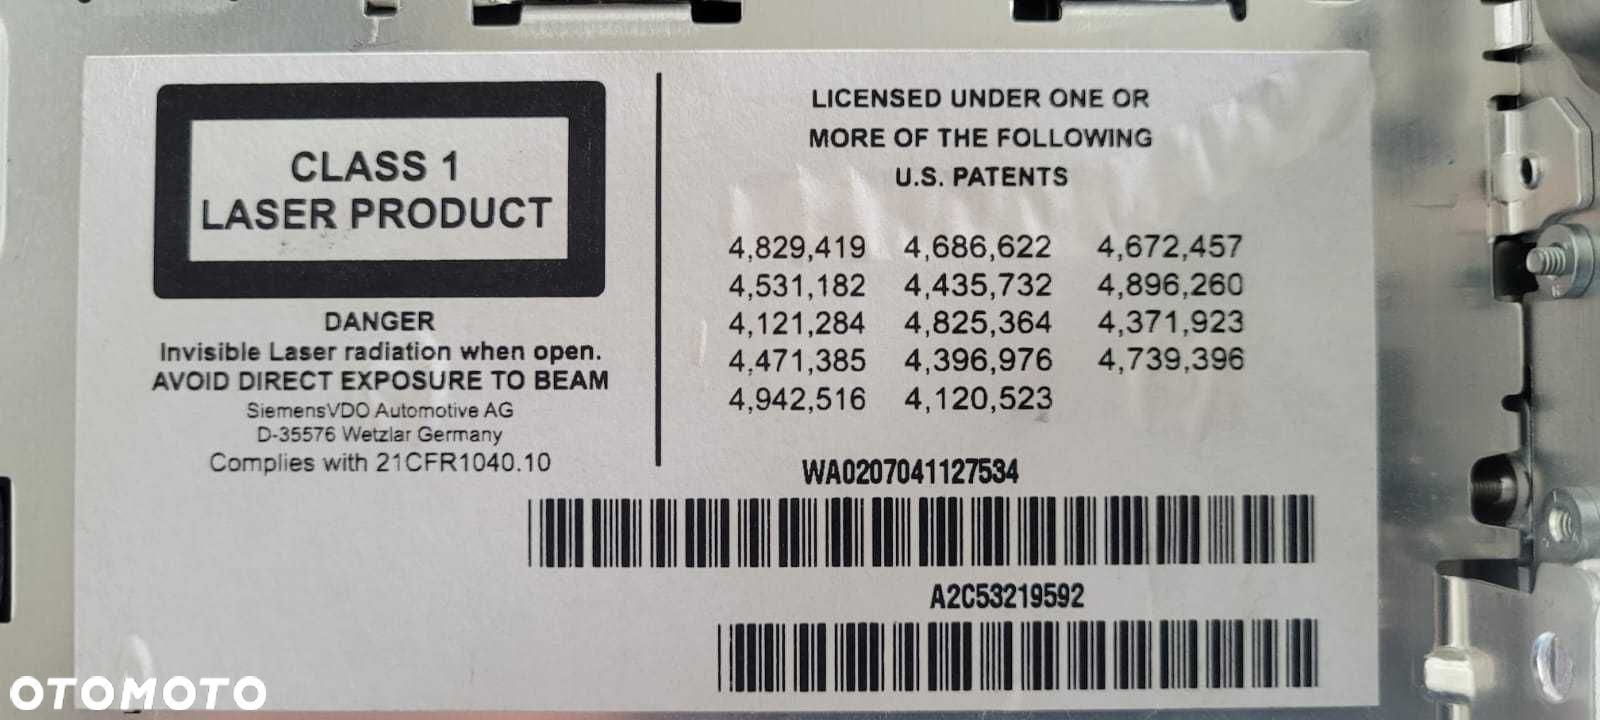 CLASS 1
LASER PRODUCT
DANGER
Invisible Laser radiation when open.
AVOID DIRECT EXPOSURE TO BEAM
SiemensVDO Automotive AG
D-35576 Wetzlar Germany
Complies with 21CFR1040.10
LICENSED UNDER ONE OR
MORE OF THE FOLLOWING
U.S. PATENTS
4,829,419 4,686,622 4,672,457
4,531,182 4,435,732 4,896,260
4,121,284 4,825,364 4,371,923
4,471,385 4,396,976 4,739,396
4,942,516 4,120,523
WA0207041127534
A2C53219592
OTOMOTO